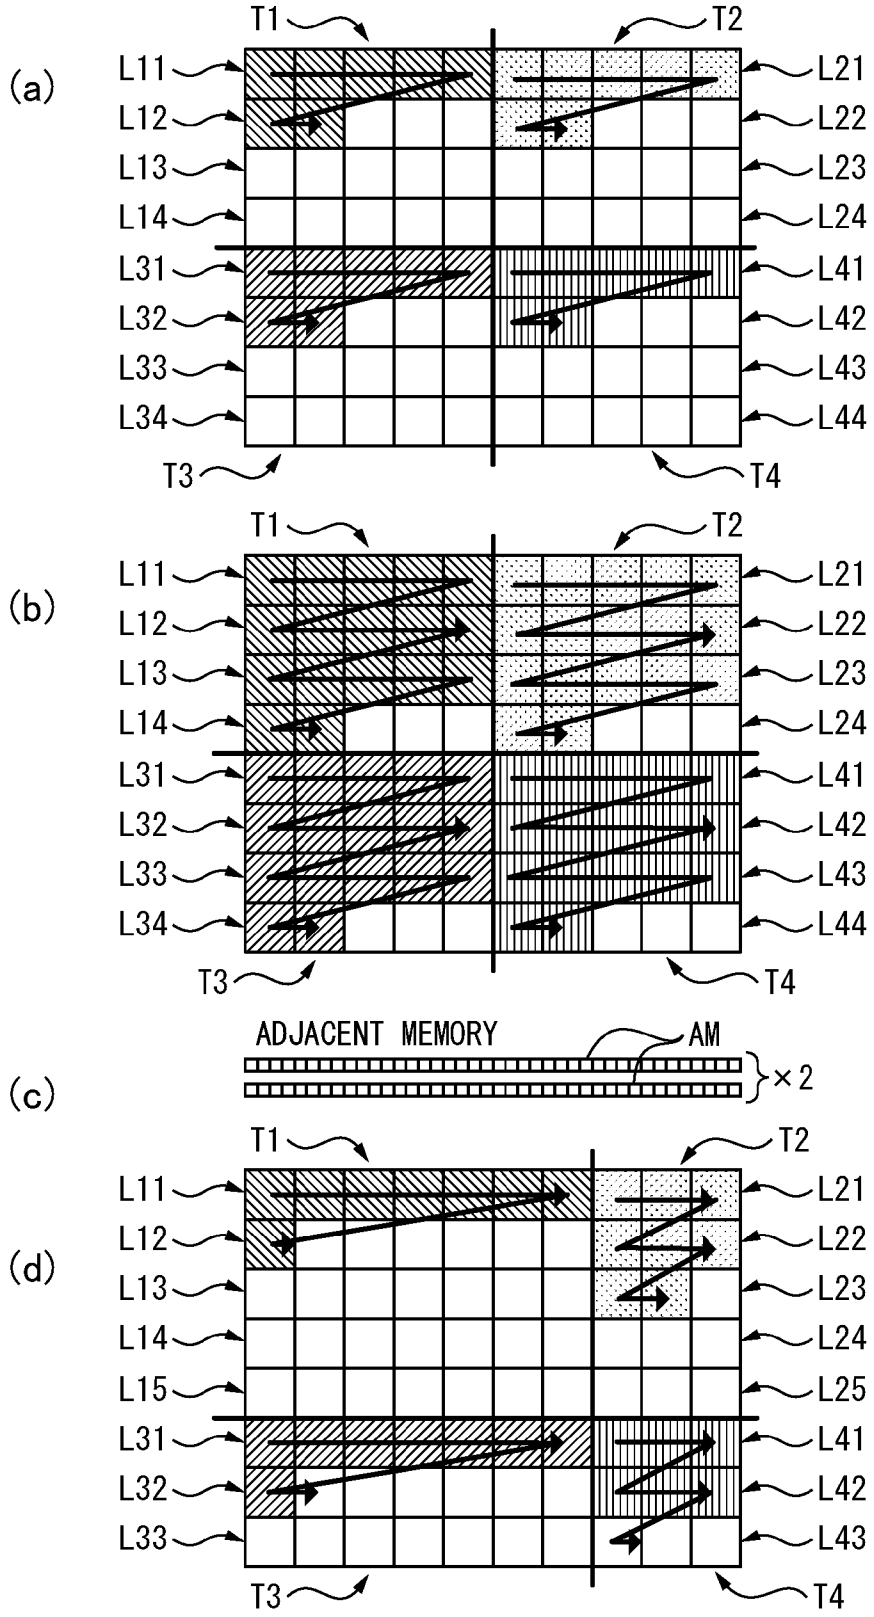 T1 T2
(a)
L11 L21
L12 L22
L13 L23
L14 L24
L31 L41
L32 L42
L33 L43
L34 L44
T3 T4
T1 T2
(b)
L11 L21
L12 L22
L13 L23
L14 L24
L31 L41
L32 L42
L33 L43
L34 L44
T3 T4
ADJACENT MEMORY AM
(c) ×2
T1 T2
L11 L21
L12 L22
(d)
L13 L23
L14 L24
L15 L25
L31 L41
L32 L42
L33 L43
T3 T4